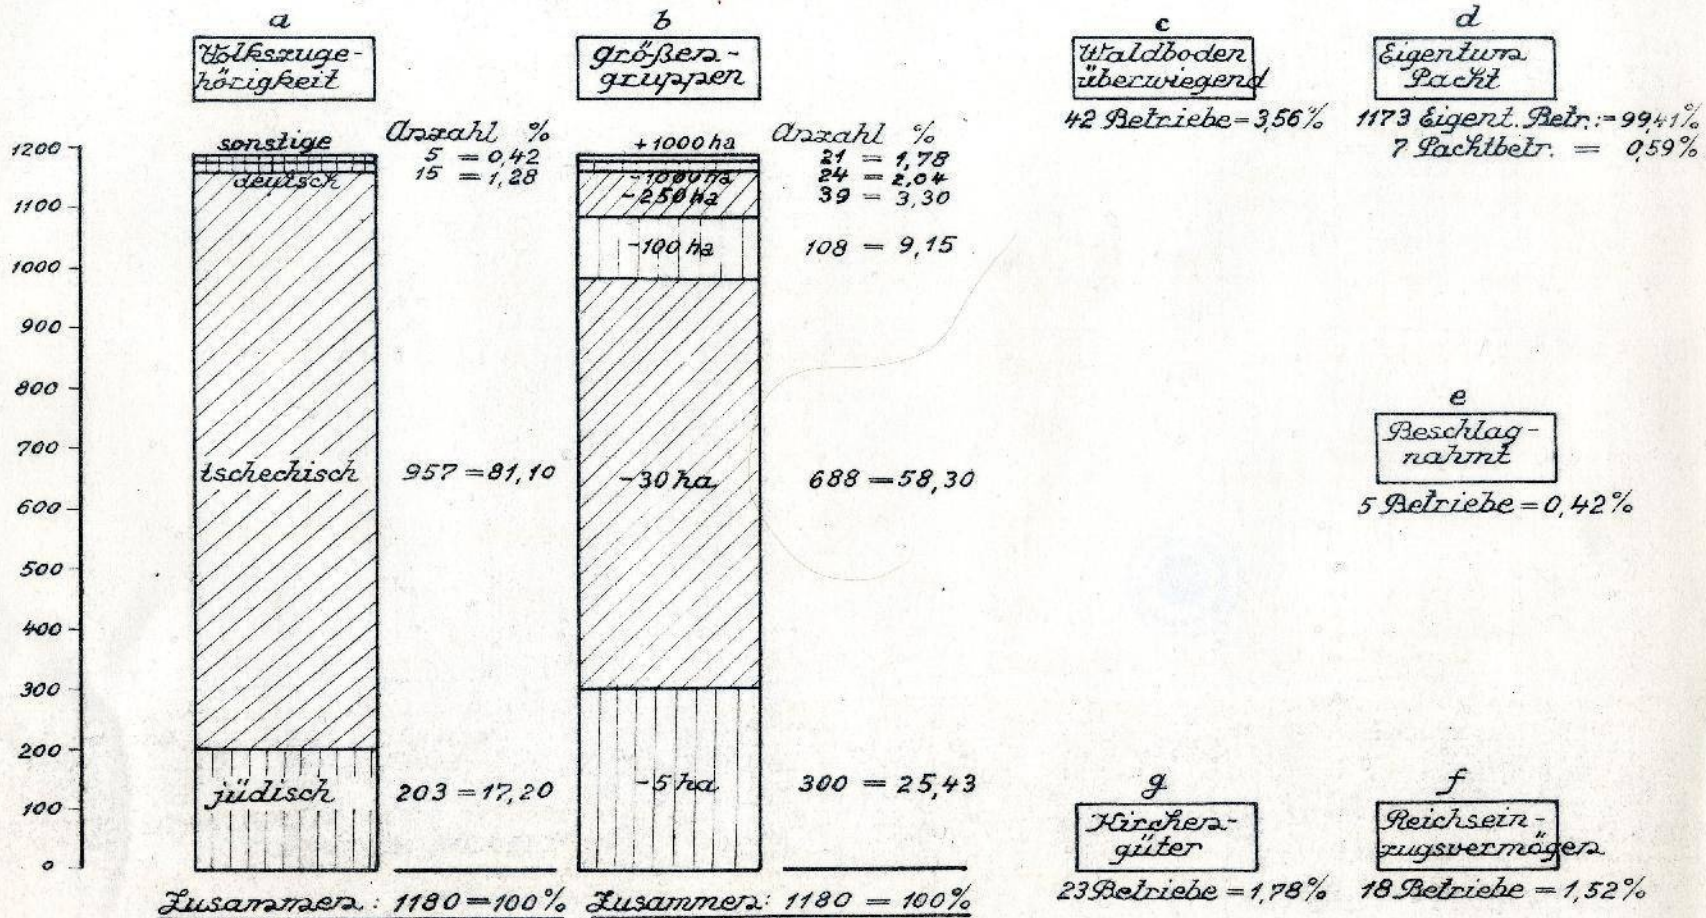 a
Volkszuge-
hörigkeit
sonstige
deutsch
tschechisch
jüdisch
Anzahl %
5 = 0,42
15 = 1,28
957 = 81,10
203 = 17,20
Zusammen: 1180 = 100%
b
größen-
gruppen
+1000 ha
-1000 ha
-250 ha
-100 ha
-30 ha
-5 ha
Anzahl %
21 = 1,78
24 = 2,04
39 = 3,30
108 = 9,15
688 = 58,30
300 = 25,43
Zusammen: 1180 = 100%
c
Waldboden
überwiegend
42 Betriebe = 3,56%
d
Eigentum
Pacht
1173 Eigent. Betr.: = 99,41%
7 Pachtbetr. = 0,59%
e
Beschlag-
nahmt
5 Betriebe = 0,42%
g
Kirchen-
güter
23 Betriebe = 1,78%
f
Reichsein-
zugsvermögen
18 Betriebe = 1,52%
1200
1100
1000
900
800
700
600
500
400
300
200
100
0